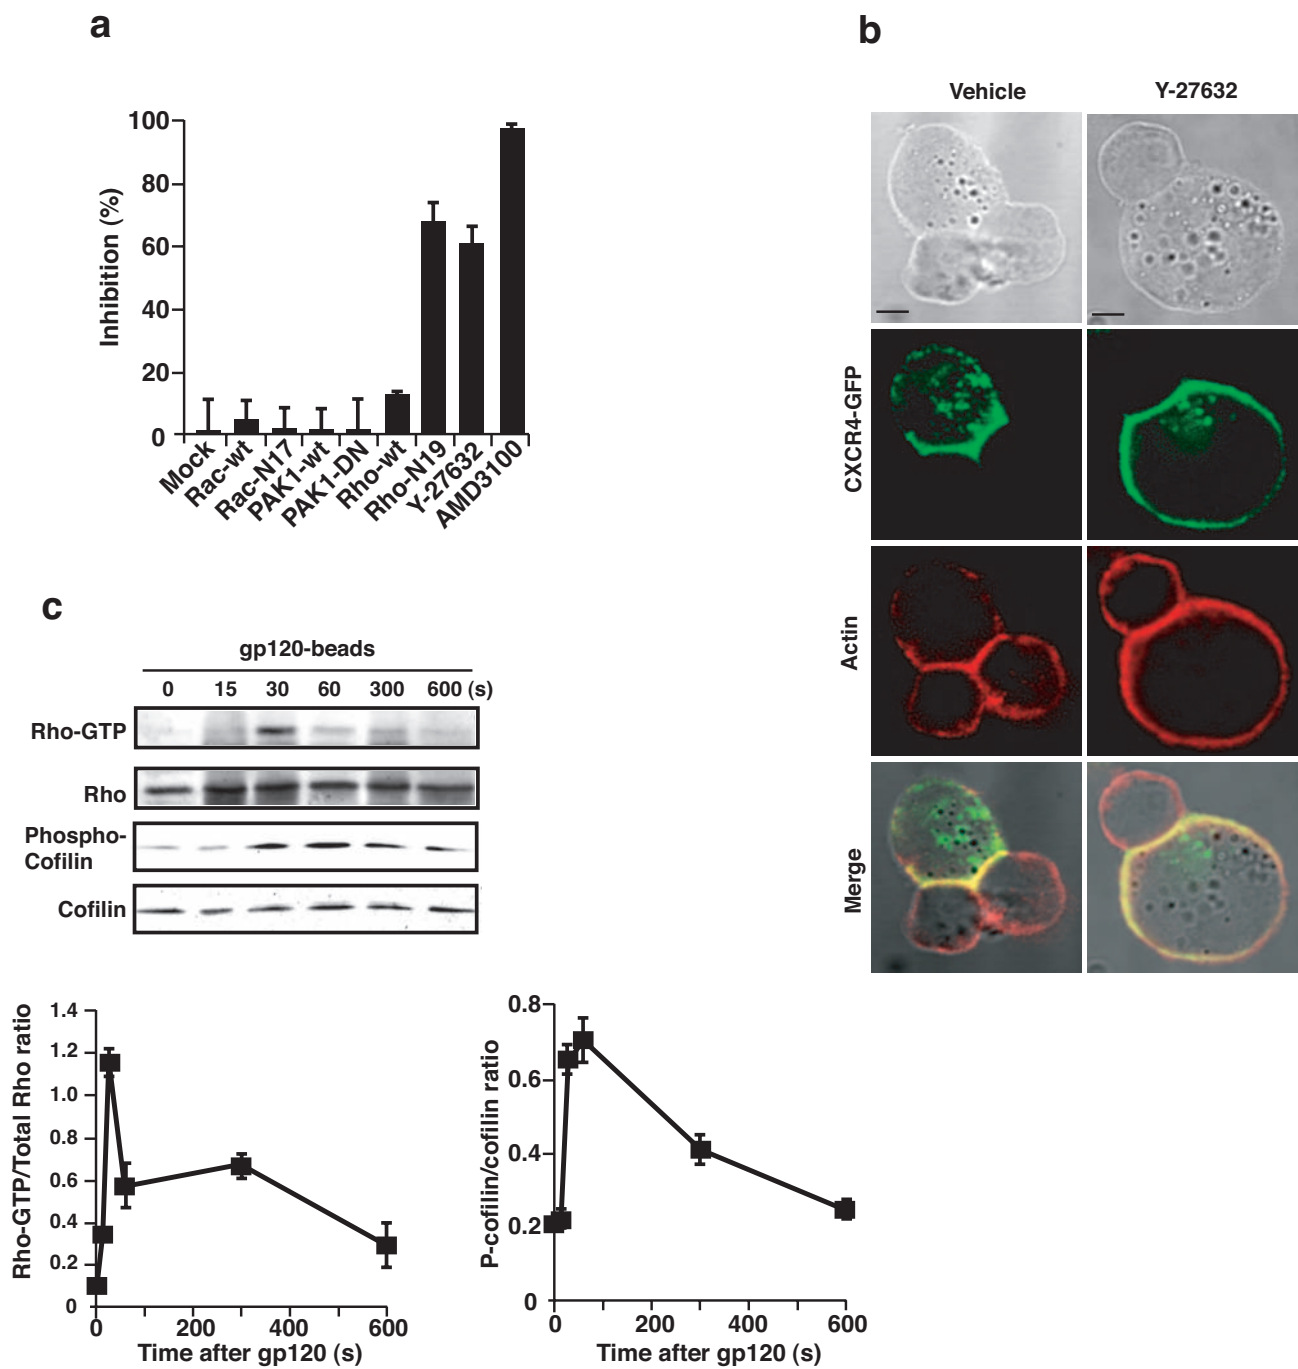 a
100
80
60
40
20
0
Inhibition (%)
Mock
Rac-wt
Rac-N17
PAK1-wt
PAK1-DN
Rho-wt
Rho-N19
Y-27632
AMD3100
b
Vehicle
Y-27632
CXCR4-GFP
Actin
Merge
c
gp120-beads
0 15 30 60 300 600 (s)
Rho-GTP
Rho
Phospho-
Cofilin
Cofilin
1.4
1.2
1.0
0.8
0.6
0.4
0.2
0
Rho-GTP/Total Rho ratio
0 200 400 600
Time after gp120 (s)
0.8
0.6
0.4
0.2
0
P-cofilin/cofilin ratio
0 200 400 600
Time after gp120 (s)